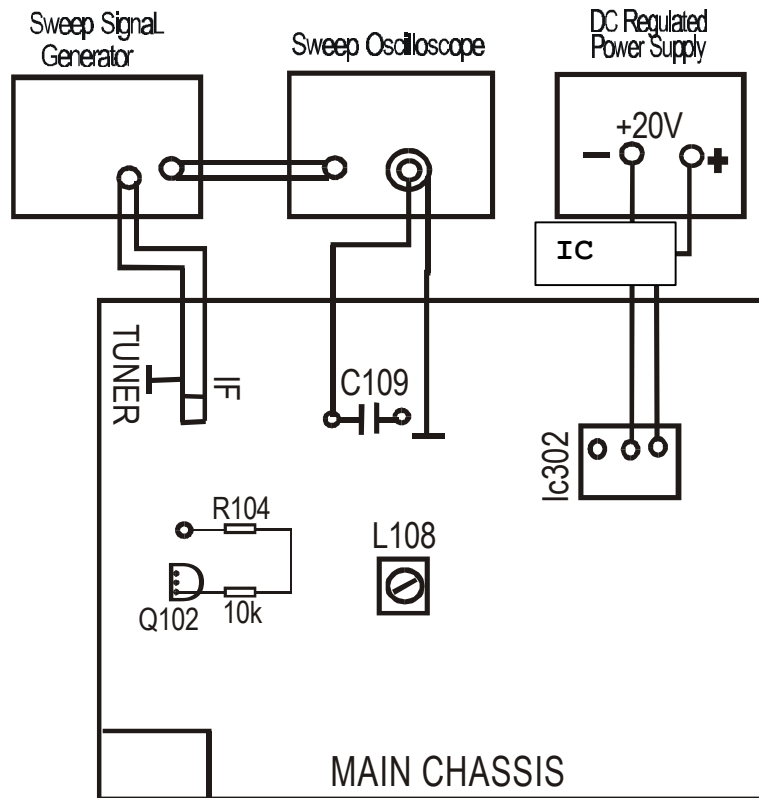 Sweep SignaL
Generator
Sweep Oscilloscope
DC Regulated
Power Supply
+20V
− +
IC
TUNER
IF
C109
Ic302
R104
L108
Q102
10k
MAIN CHASSIS